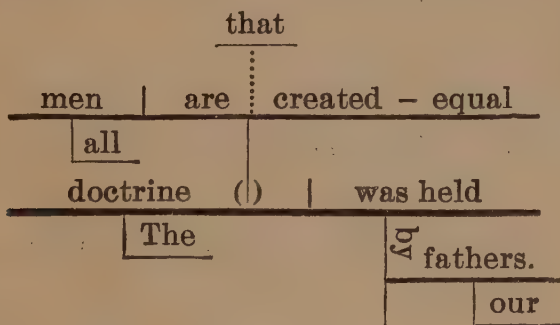 that
men | are created – equal
all
doctrine () | was held
The
by fathers.
our